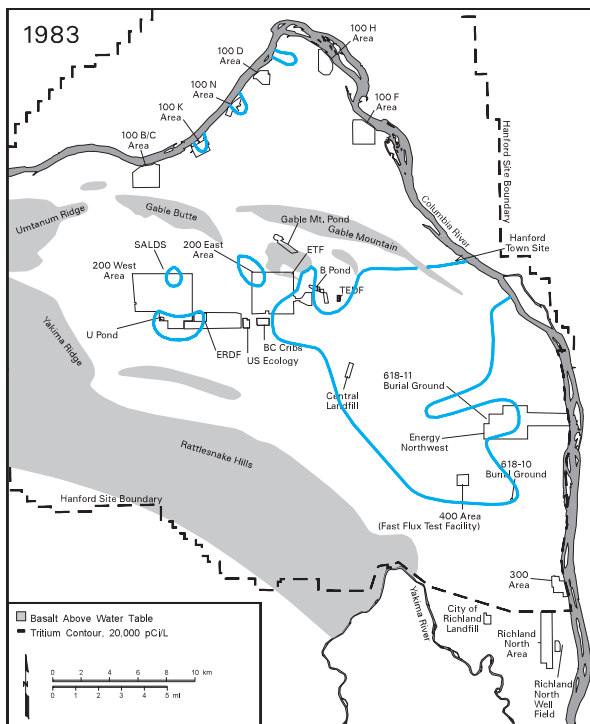 1983
100 H
Area
100 D
Area
100 N
Area
100 K
Area
100 F
Area
100 B/C
Area
Hanford Site Boundary
Columbia River
Umtanum Ridge
Gable Butte
Gable Mt. Pond
Gable Mountain
Hanford
Town Site
SALDS
200 East
Area
ETF
200 West
Area
B Pond
TEDF
Yakima Ridge
U Pond
ERDF
BC Cribs
US Ecology
Central
Landfill
618-11
Burial Ground
Energy
Northwest
Rattlesnake Hills
618-10
Burial Ground
Hanford Site Boundary
400 Area
(Fast Flux Test Facility)
300
Area
Yakima River
City of
Richland
Landfill
Richland
North
Area
Richland
North
Well
Field
Basalt Above Water Table
Tritium Contour, 20,000 pCi/L
N
0 2 4 6 8 10 km
0 1 2 3 4 5 mi